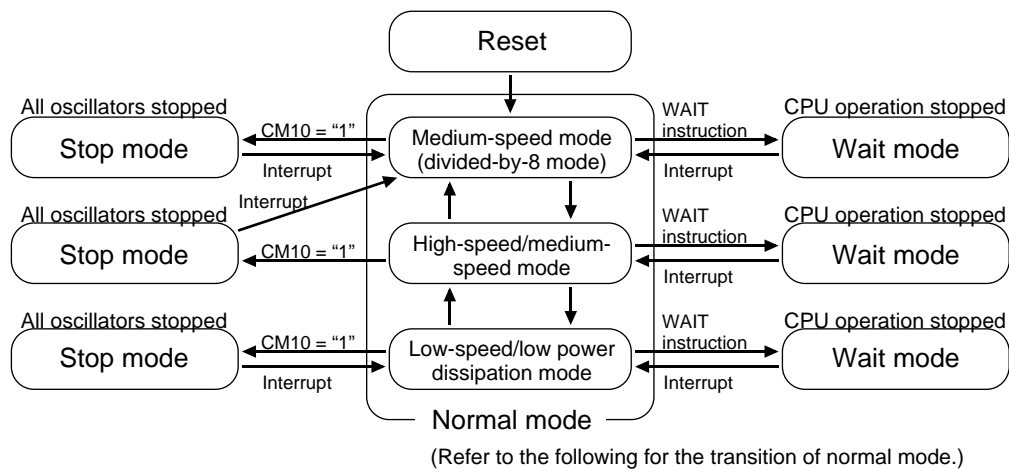 Reset
All oscillators stopped
Stop mode
CM10 = “1”
Interrupt
Medium-speed mode
(divided-by-8 mode)
WAIT
instruction
Interrupt
CPU operation stopped
Wait mode
Interrupt
All oscillators stopped
Stop mode
CM10 = “1”
High-speed/medium-
speed mode
WAIT
instruction
Interrupt
CPU operation stopped
Wait mode
All oscillators stopped
Stop mode
CM10 = “1”
Interrupt
Low-speed/low power
dissipation mode
WAIT
instruction
Interrupt
CPU operation stopped
Wait mode
Normal mode
(Refer to the following for the transition of normal mode.)